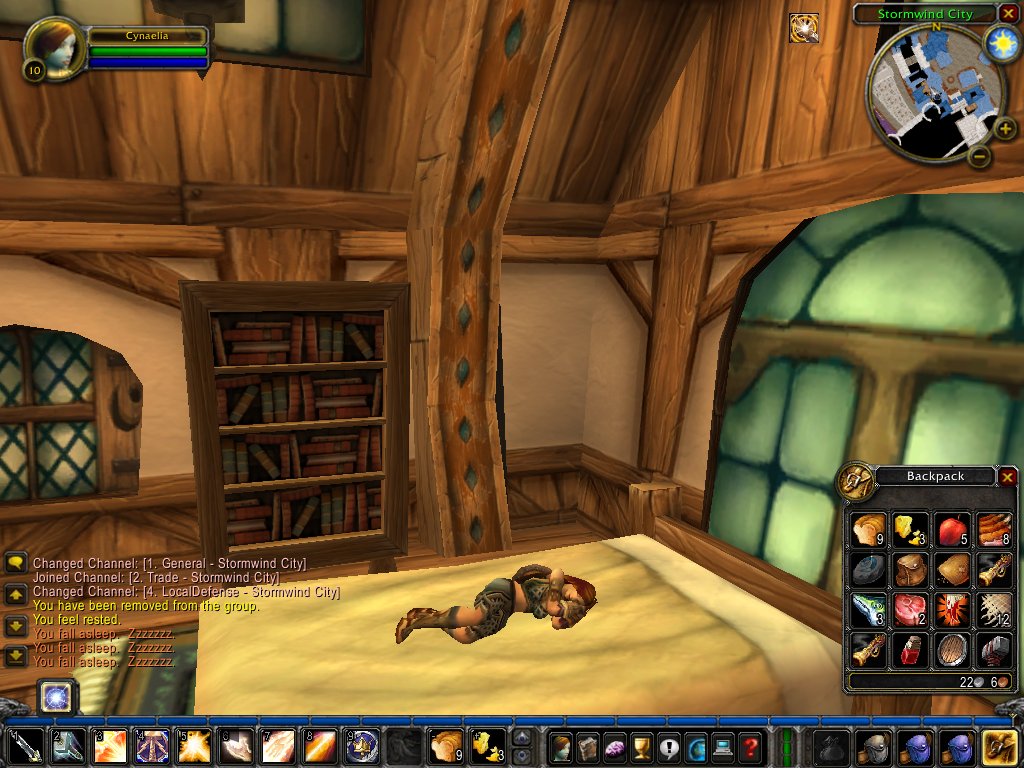 Cynaelia
10
Stormwind City
N
Backpack
9
3
5
8
3
2
12
22 6
Changed Channel: [1. General - Stormwind City]
Joined Channel: [2. Trade - Stormwind City]
Changed Channel: [4. LocalDefense - Stormwind City]
You have been removed from the group.
You feel rested.
You fall asleep. Zzzzzzz.
You fall asleep. Zzzzzzz.
You fall asleep. Zzzzzzz.
1 2 3 4 5 6 7 8 9 9 3